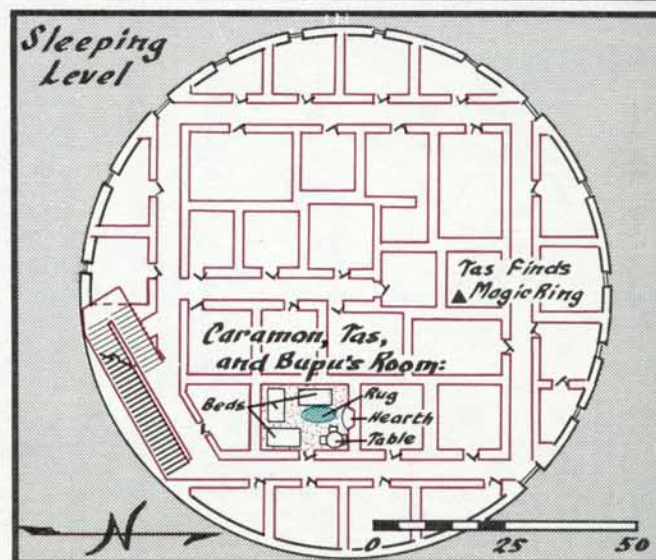 Sleeping
Level
Tas Finds
Magic Ring
Caramon, Tas,
and Bupu's Room:
Beds
Rug
Hearth
Table
N
0 25 50